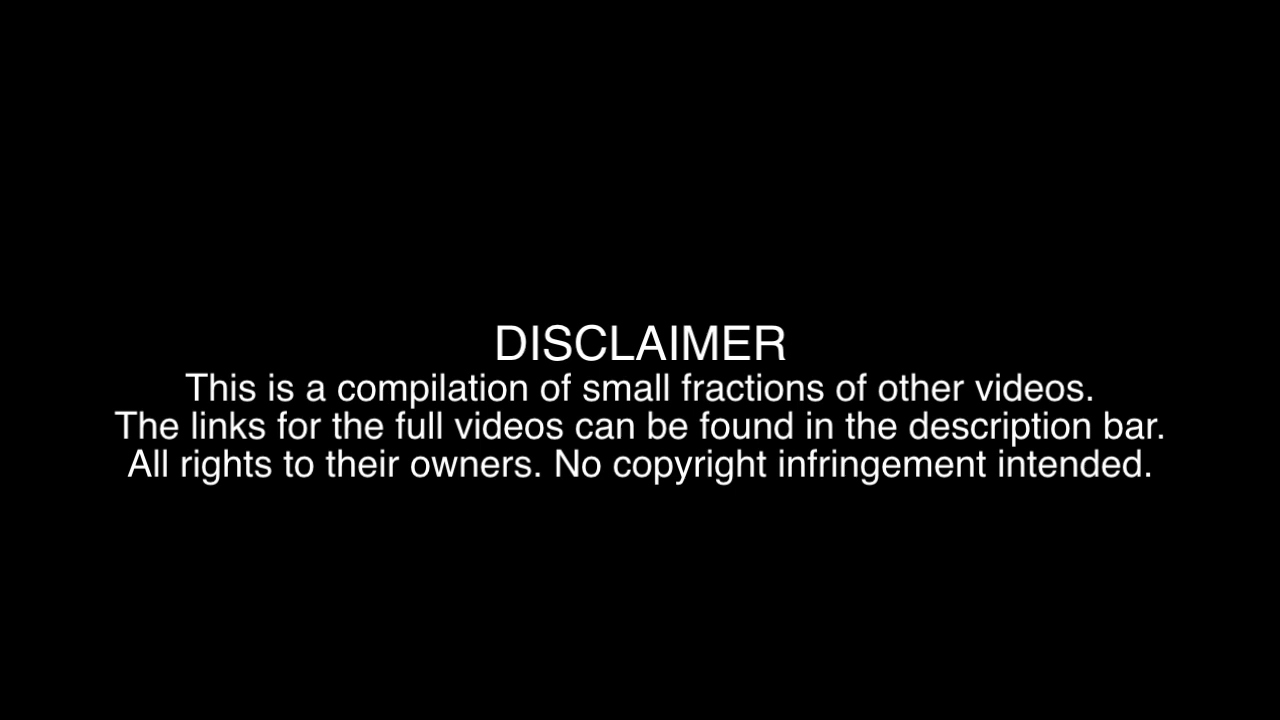 DISCLAIMER
This is a compilation of small fractions of other videos.
The links for the full videos can be found in the description bar.
All rights to their owners. No copyright infringement intended.